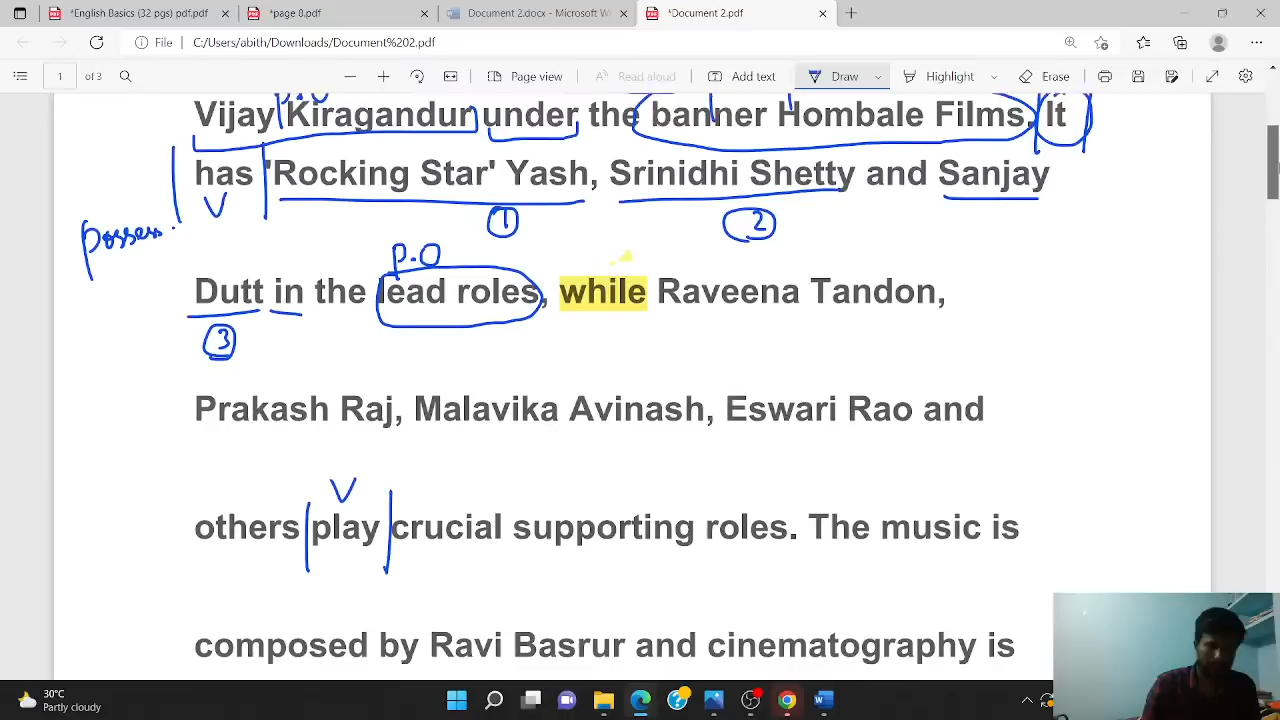 *English Basics (32 pgs) pdf.pdf
*page 8.pdf
Document 2.docx - Microsoft W
*Document 2.pdf
File
C:/Users/abith/Downloads/Document%202.pdf
1 of 3
Page view
Read aloud
Add text
Draw
Highlight
Erase
Vijay Kiragandur under the banner Hombale Films. It
has 'Rocking Star' Yash, Srinidhi Shetty and Sanjay
V
possess.
1
2
P.O
Dutt in the lead roles, while Raveena Tandon,
3
Prakash Raj, Malavika Avinash, Eswari Rao and
V
others play crucial supporting roles. The music is
composed by Ravi Basrur and cinematography is
30°C
Partly cloudy